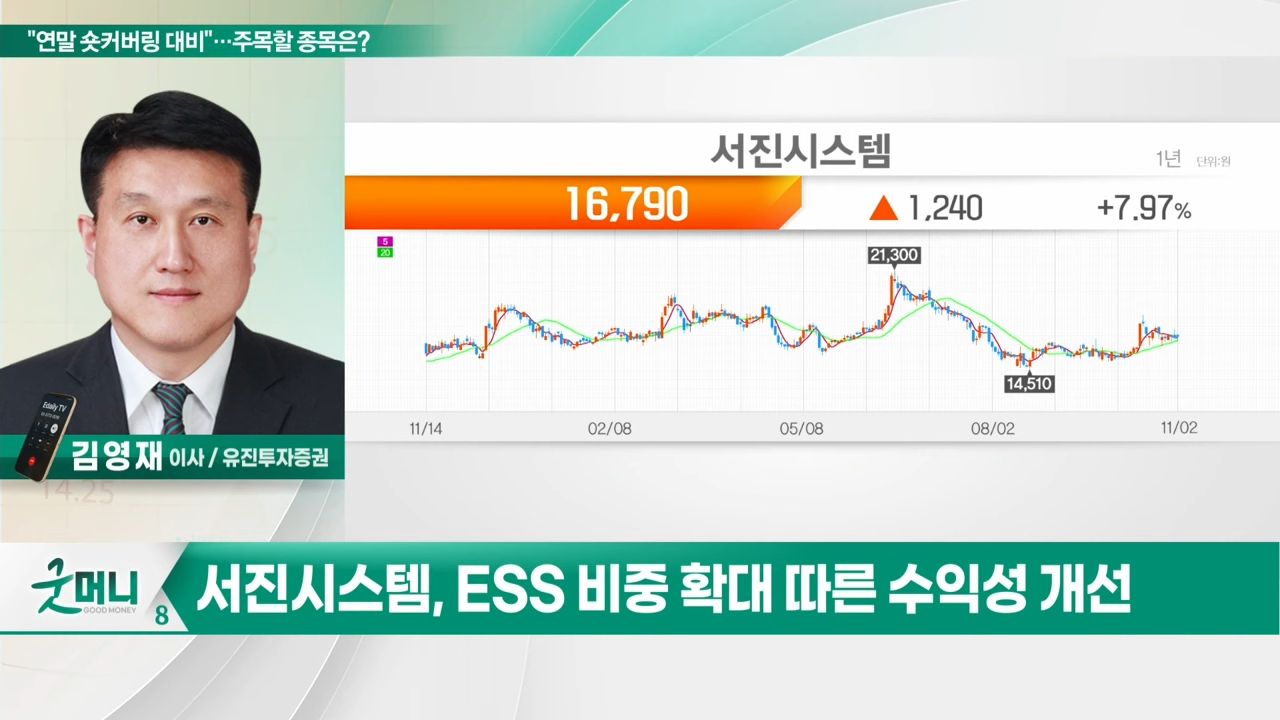 "연말 숏커버링 대비"…주목할 종목은?
서진시스템
1년 단위:원
16,790 ▲ 1,240 +7.97%
5
20
21,300
14,510
11/14 02/08 05/08 08/02 11/02
Edaily TV
김영재 이사 / 유진투자증권
14.25
굿머니
GOOD MONEY
8
서진시스템, ESS 비중 확대 따른 수익성 개선